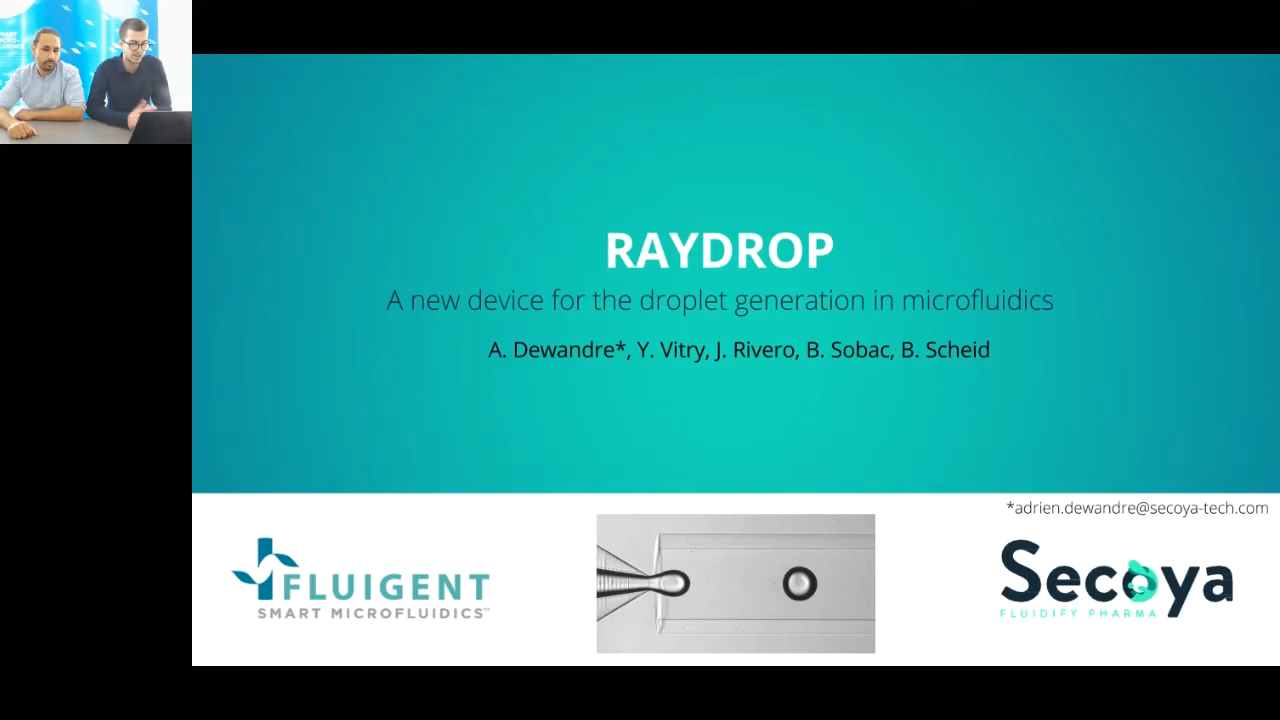 RAYDROP
A new device for the droplet generation in microfluidics
A. Dewandre*, Y. Vitry, J. Rivero, B. Sobac, B. Scheid
*adrien.dewandre@secoya-tech.com
FLUIGENT
SMART MICROFLUIDICS™
Secoya
FLUIDIFY PHARMA